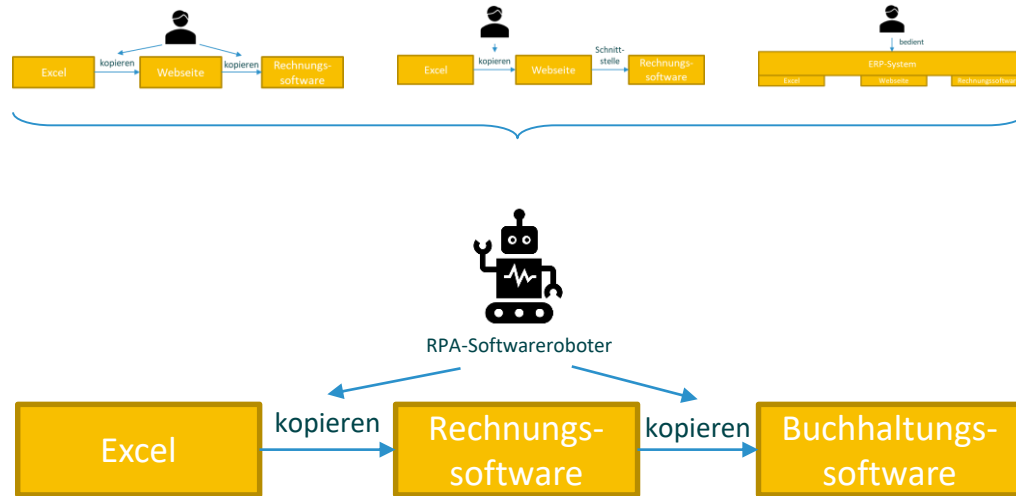 kopieren
kopieren
Excel
Webseite
Rechnungs-
software
kopieren
Schnitt-
stelle
Excel
Webseite
Rechnungs-
software
bedient
ERP-System
Excel
Webseite
Rechnungssoftware
RPA-Softwareroboter
Excel
kopieren
Rechnungs-
software
kopieren
Buchhaltungs-
software